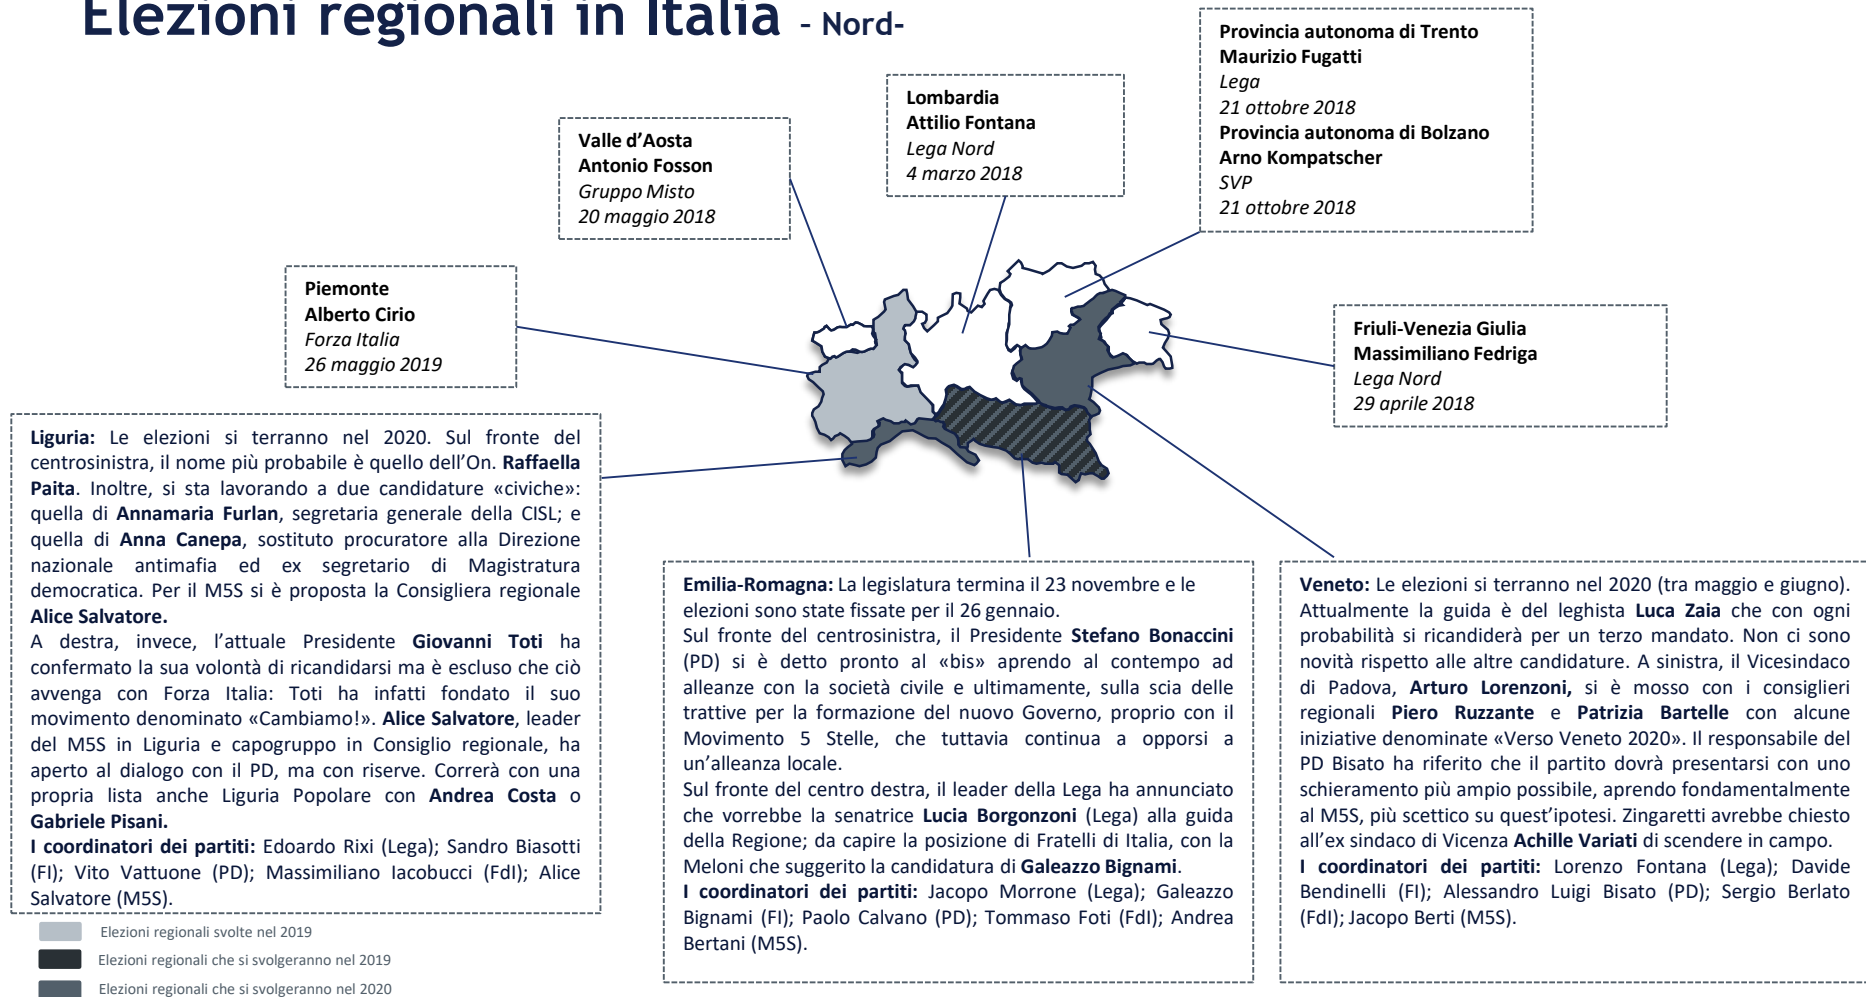 Elezioni regionali in Italia - Nord-
Provincia autonoma di Trento
Maurizio Fugatti
Lega
21 ottobre 2018
Provincia autonoma di Bolzano
Arno Kompatscher
SVP
21 ottobre 2018
Lombardia
Attilio Fontana
Lega Nord
4 marzo 2018
Valle d'Aosta
Antonio Fosson
Gruppo Misto
20 maggio 2018
Piemonte
Alberto Cirio
Forza Italia
26 maggio 2019
Friuli-Venezia Giulia
Massimiliano Fedriga
Lega Nord
29 aprile 2018
Liguria: Le elezioni si terranno nel 2020. Sul fronte del
centrosinistra, il nome più probabile è quello dell'On. Raffaella
Paita. Inoltre, si sta lavorando a due candidature «civiche»:
quella di Annamaria Furlan, segretaria generale della CISL; e
quella di Anna Canepa, sostituto procuratore alla Direzione
nazionale antimafia ed ex segretario di Magistratura
democratica. Per il M5S si è proposta la Consigliera regionale
Alice Salvatore.
A destra, invece, l'attuale Presidente Giovanni Toti ha
confermato la sua volontà di ricandidarsi ma è escluso che ciò
avvenga con Forza Italia: Toti ha infatti fondato il suo
movimento denominato «Cambiamo!». Alice Salvatore, leader
del M5S in Liguria e capogruppo in Consiglio regionale, ha
aperto al dialogo con il PD, ma con riserve. Correrà con una
propria lista anche Liguria Popolare con Andrea Costa o
Gabriele Pisani.
I coordinatori dei partiti: Edoardo Rixi (Lega); Sandro Biasotti
(FI); Vito Vattuone (PD); Massimiliano Iacobucci (FdI); Alice
Salvatore (M5S).
Emilia-Romagna: La legislatura termina il 23 novembre e le
elezioni sono state fissate per il 26 gennaio.
Sul fronte del centrosinistra, il Presidente Stefano Bonaccini
(PD) si è detto pronto al «bis» aprendo al contempo ad
alleanze con la società civile e ultimamente, sulla scia delle
trattive per la formazione del nuovo Governo, proprio con il
Movimento 5 Stelle, che tuttavia continua a opporsi a
un'alleanza locale.
Sul fronte del centro destra, il leader della Lega ha annunciato
che vorrebbe la senatrice Lucia Borgonzoni (Lega) alla guida
della Regione; da capire la posizione di Fratelli di Italia, con la
Meloni che suggerito la candidatura di Galeazzo Bignami.
I coordinatori dei partiti: Jacopo Morrone (Lega); Galeazzo
Bignami (FI); Paolo Calvano (PD); Tommaso Foti (FdI); Andrea
Bertani (M5S).
Veneto: Le elezioni si terranno nel 2020 (tra maggio e giugno).
Attualmente la guida è del leghista Luca Zaia che con ogni
probabilità si ricandiderà per un terzo mandato. Non ci sono
novità rispetto alle altre candidature. A sinistra, il Vicesindaco
di Padova, Arturo Lorenzoni, si è mosso con i consiglieri
regionali Piero Ruzzante e Patrizia Bartelle con alcune
iniziative denominate «Verso Veneto 2020». Il responsabile del
PD Bisato ha riferito che il partito dovrà presentarsi con uno
schieramento più ampio possibile, aprendo fondamentalmente
al M5S, più scettico su quest'ipotesi. Zingaretti avrebbe chiesto
all'ex sindaco di Vicenza Achille Variati di scendere in campo.
I coordinatori dei partiti: Lorenzo Fontana (Lega); Davide
Bendinelli (FI); Alessandro Luigi Bisato (PD); Sergio Berlato
(FdI); Jacopo Berti (M5S).
Elezioni regionali svolte nel 2019
Elezioni regionali che si svolgeranno nel 2019
Elezioni regionali che si svolgeranno nel 2020